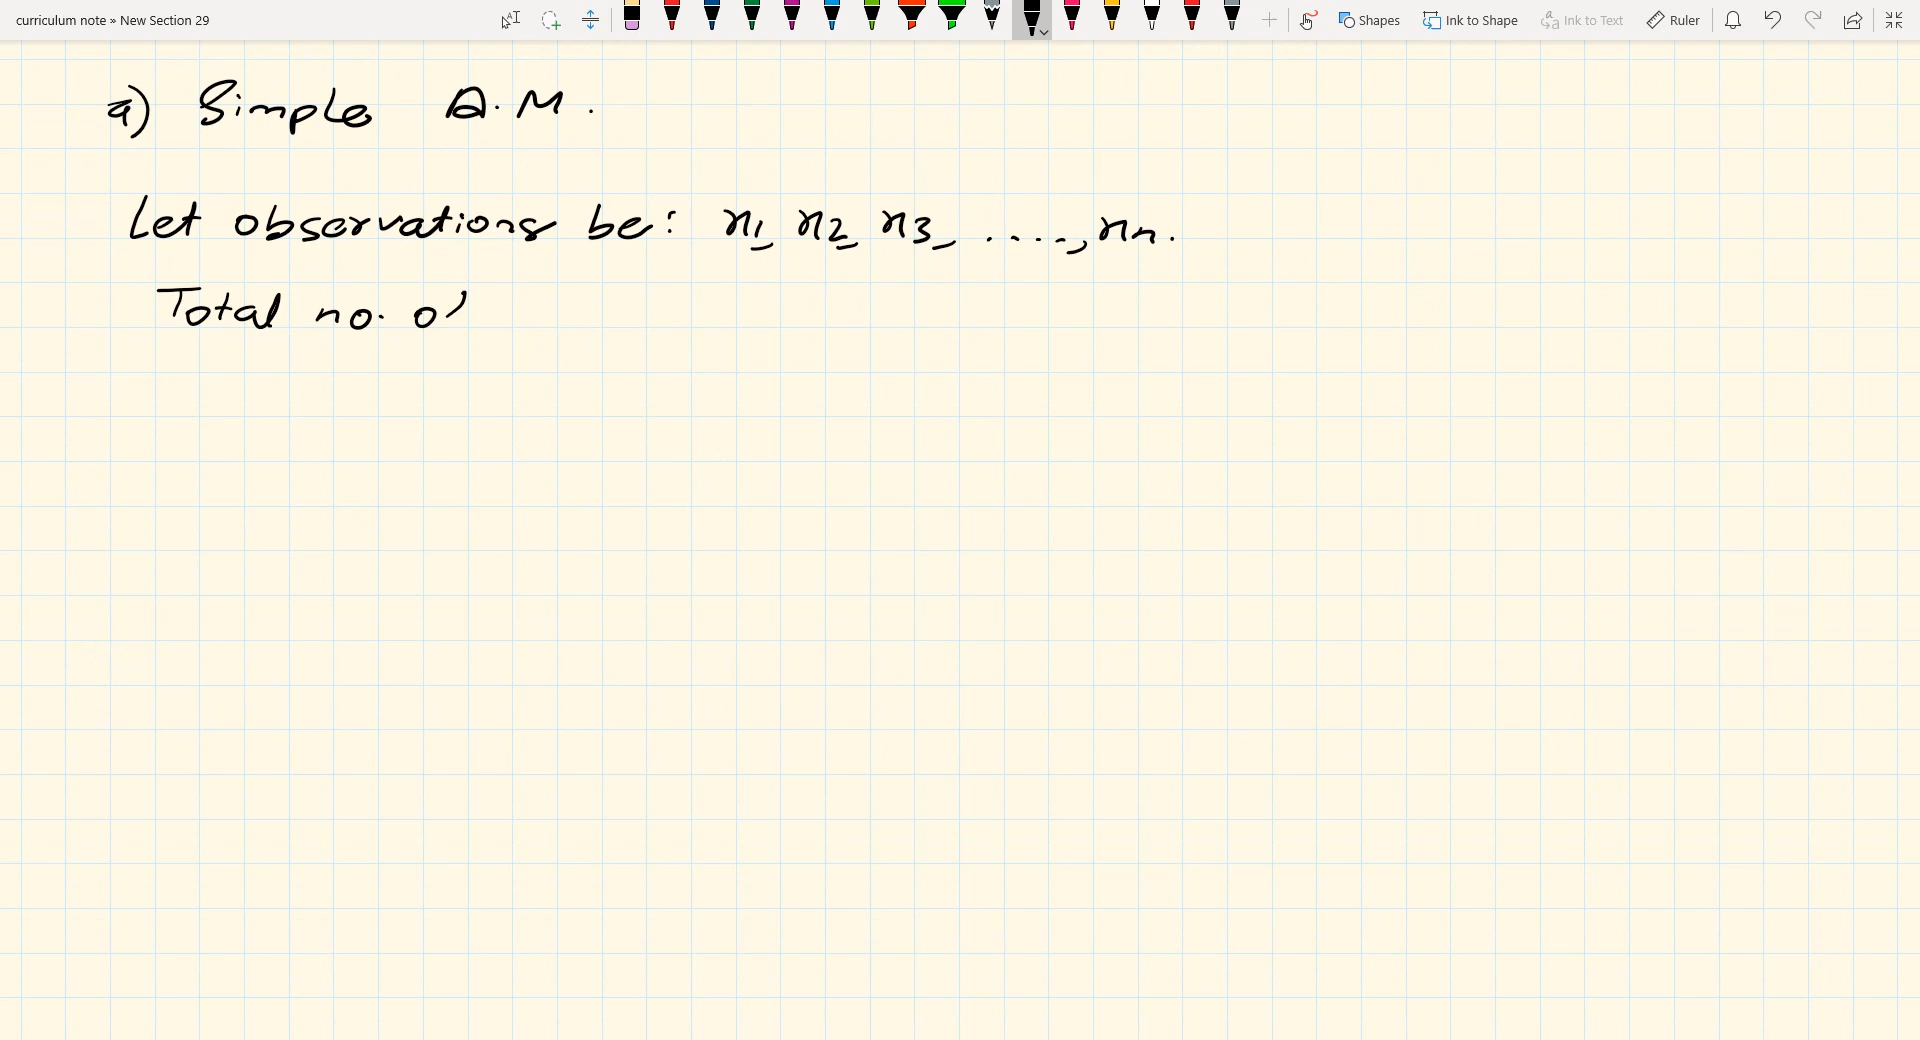 curriculum note » New Section 29 Shapes Ink to Shape Ink to Text Ruler
a) Simple A.M.
Let observations be: x1, x2, x3, ...., xn.
Total no. o